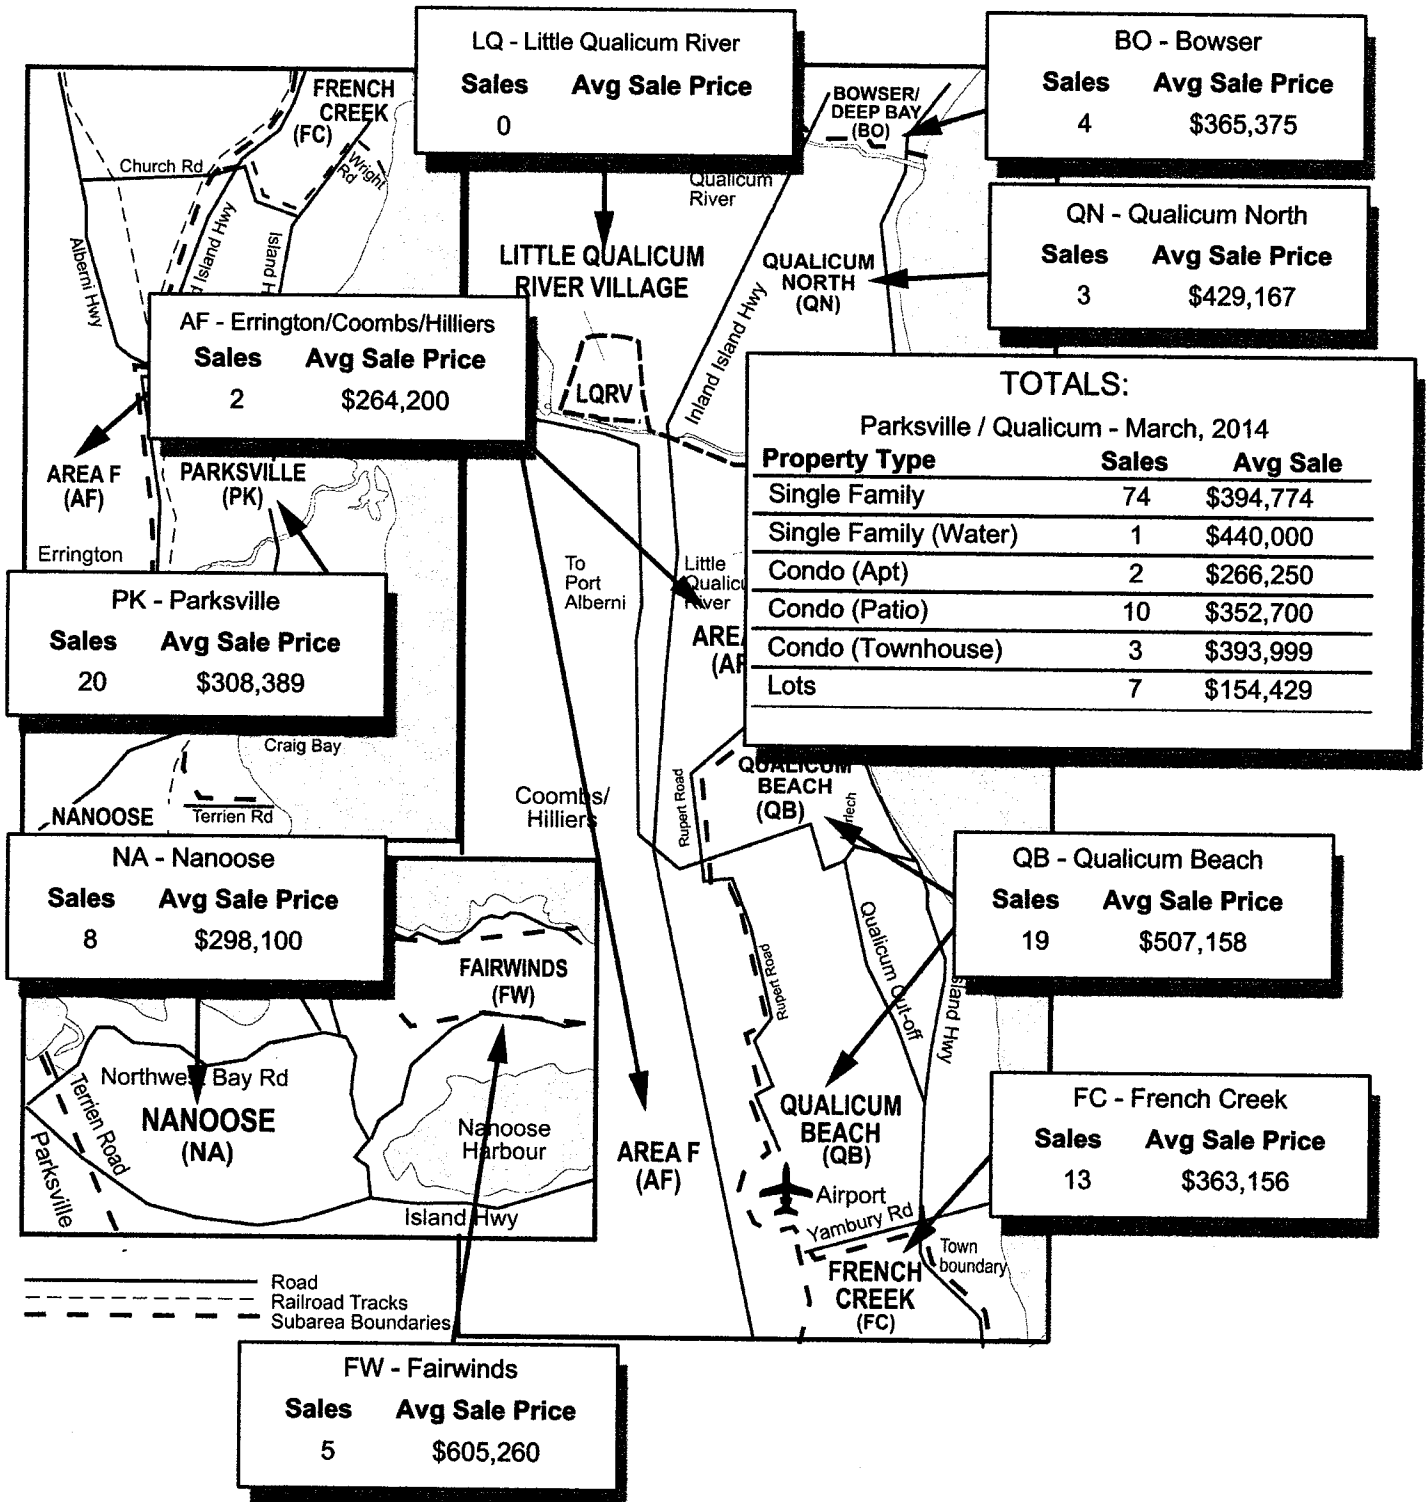 LQ - Little Qualicum River
Sales Avg Sale Price
0
BO - Bowser
Sales Avg Sale Price
4 $365,375
FRENCH
CREEK
(FC)
Church Rd
Wright
Rd
Alberni Hwy
d Island Hwy
Island H
BOWSER/
DEEP BAY
(BO)
Qualicum
River
QN - Qualicum North
Sales Avg Sale Price
3 $429,167
LITTLE QUALICUM
RIVER VILLAGE
QUALICUM
NORTH
(QN)
Inland Island Hwy
AF - Errington/Coombs/Hilliers
Sales Avg Sale Price
2 $264,200
LQRV
TOTALS:
Parksville / Qualicum - March, 2014
Property Type Sales Avg Sale
Single Family 74 $394,774
Single Family (Water) 1 $440,000
Condo (Apt) 2 $266,250
Condo (Patio) 10 $352,700
Condo (Townhouse) 3 $393,999
Lots 7 $154,429
AREA F
(AF)
PARKSVILLE
(PK)
Errington
To
Port
Alberni
Little
Qualicu
River
AREA
(AF
PK - Parksville
Sales Avg Sale Price
20 $308,389
Craig Bay
NANOOSE
Terrien Rd
Coombs/
Hilliers
Rupert Road
QUALICUM
BEACH
(QB)
NA - Nanoose
Sales Avg Sale Price
8 $298,100
QB - Qualicum Beach
Sales Avg Sale Price
19 $507,158
FAIRWINDS
(FW)
Rupert Road
Qualicum Cut-off
sland Hwy
Northwest Bay Rd
Terrien Road
Parksville
NANOOSE
(NA)
Nanoose
Harbour
Island Hwy
AREA F
(AF)
QUALICUM
BEACH
(QB)
Airport
Yambury Rd
FC - French Creek
Sales Avg Sale Price
13 $363,156
Town
boundary
FRENCH
CREEK
(FC)
Road
Railroad Tracks
Subarea Boundaries
FW - Fairwinds
Sales Avg Sale Price
5 $605,260